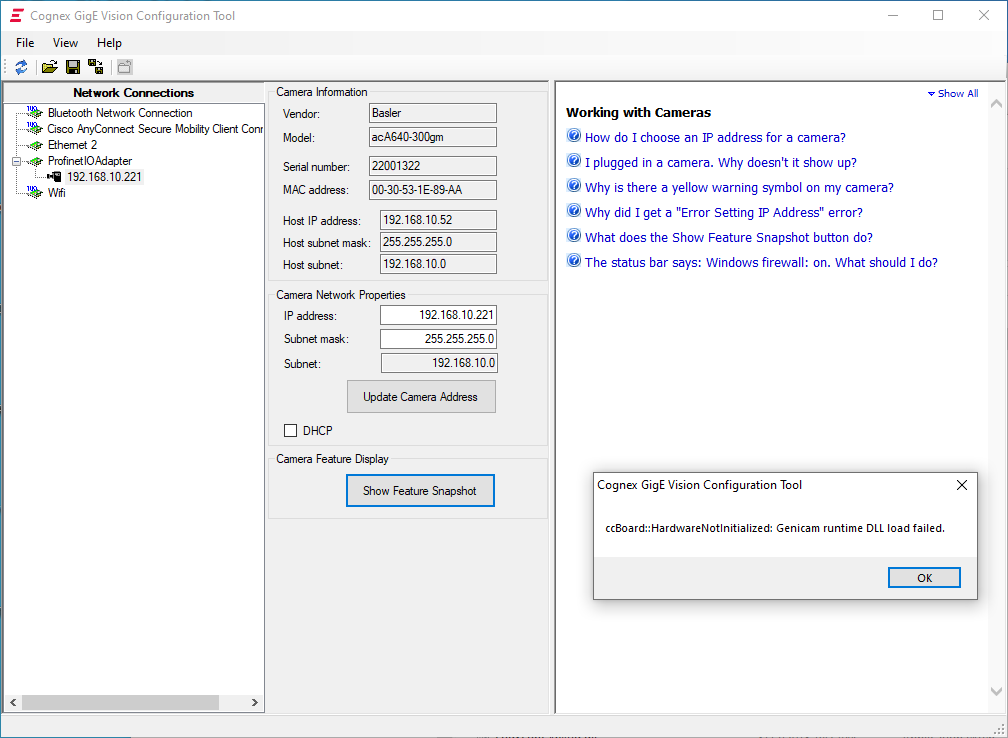 Cognex GigE Vision Configuration Tool
File View Help
Network Connections
Bluetooth Network Connection
Cisco AnyConnect Secure Mobility Client Conr
Ethernet 2
ProfinetIOAdapter
192.168.10.221
Wifi
Camera Information
Vendor: Basler
Model: acA640-300gm
Serial number: 22001322
MAC address: 00-30-53-1E-89-AA
Host IP address: 192.168.10.52
Host subnet mask: 255.255.255.0
Host subnet: 192.168.10.0
Camera Network Properties
IP address: 192.168.10.221
Subnet mask: 255.255.255.0
Subnet: 192.168.10.0
Update Camera Address
DHCP
Camera Feature Display
Show Feature Snapshot
Show All
Working with Cameras
How do I choose an IP address for a camera?
I plugged in a camera. Why doesn't it show up?
Why is there a yellow warning symbol on my camera?
Why did I get a "Error Setting IP Address" error?
What does the Show Feature Snapshot button do?
The status bar says: Windows firewall: on. What should I do?
Cognex GigE Vision Configuration Tool
ccBoard::HardwareNotInitialized: Genicam runtime DLL load failed.
OK